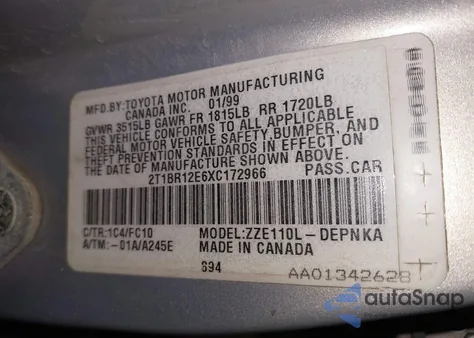 MFD.BY:TOYOTA MOTOR MANUFACTURING
CANADA INC. 01/99
GVWR 3515LB GAWR FR 1815LB RR 1720LB
THIS VEHICLE CONFORMS TO ALL APPLICABLE
FEDERAL MOTOR VEHICLE SAFETY,BUMPER, AND
THEFT PREVENTION STANDARDS IN EFFECT ON
THE DATE OF MANUFACTURE SHOWN ABOVE.
2T1BR12E6XC172966 PASS.CAR
C/TR:1C4/FC10 MODEL:ZZE110L-DEPNKA
A/TM:-01A/A245E MADE IN CANADA
S94 AA01342628
autoSnap